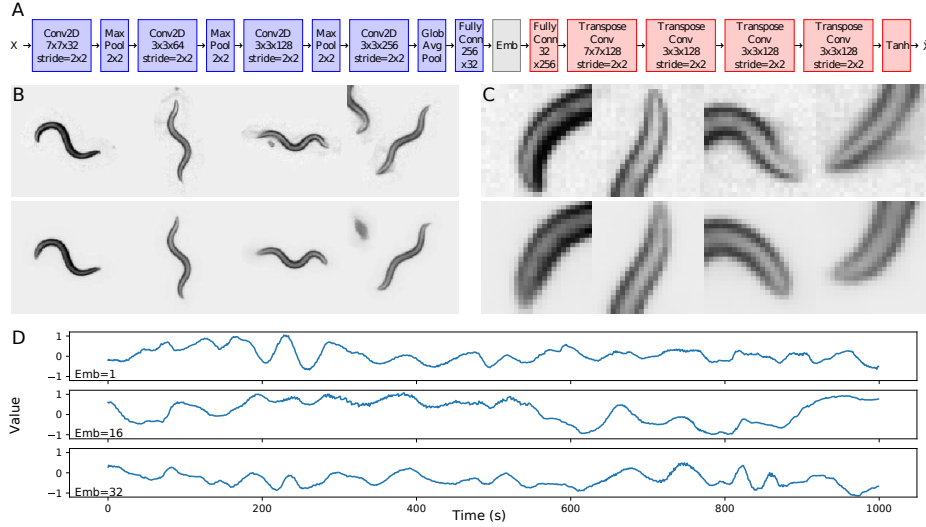 A
X
Conv2D
7x7x32
stride=2x2
Max
Pool
2x2
Conv2D
3x3x64
stride=2x2
Max
Pool
2x2
Conv2D
3x3x128
stride=2x2
Max
Pool
2x2
Conv2D
3x3x256
stride=2x2
Glob
Avg
Pool
Fully
Conn
256
x32
Emb
Fully
Conn
32
x256
Transpose
Conv
7x7x128
stride=2x2
Transpose
Conv
3x3x128
stride=2x2
Transpose
Conv
3x3x128
stride=2x2
Transpose
Conv
3x3x128
stride=2x2
Tanh
B
C
D
1
0
−1
Emb=1
1
0
−1
Emb=16
1
0
−1
Emb=32
Value
0
200
400
600
800
1000
Time (s)